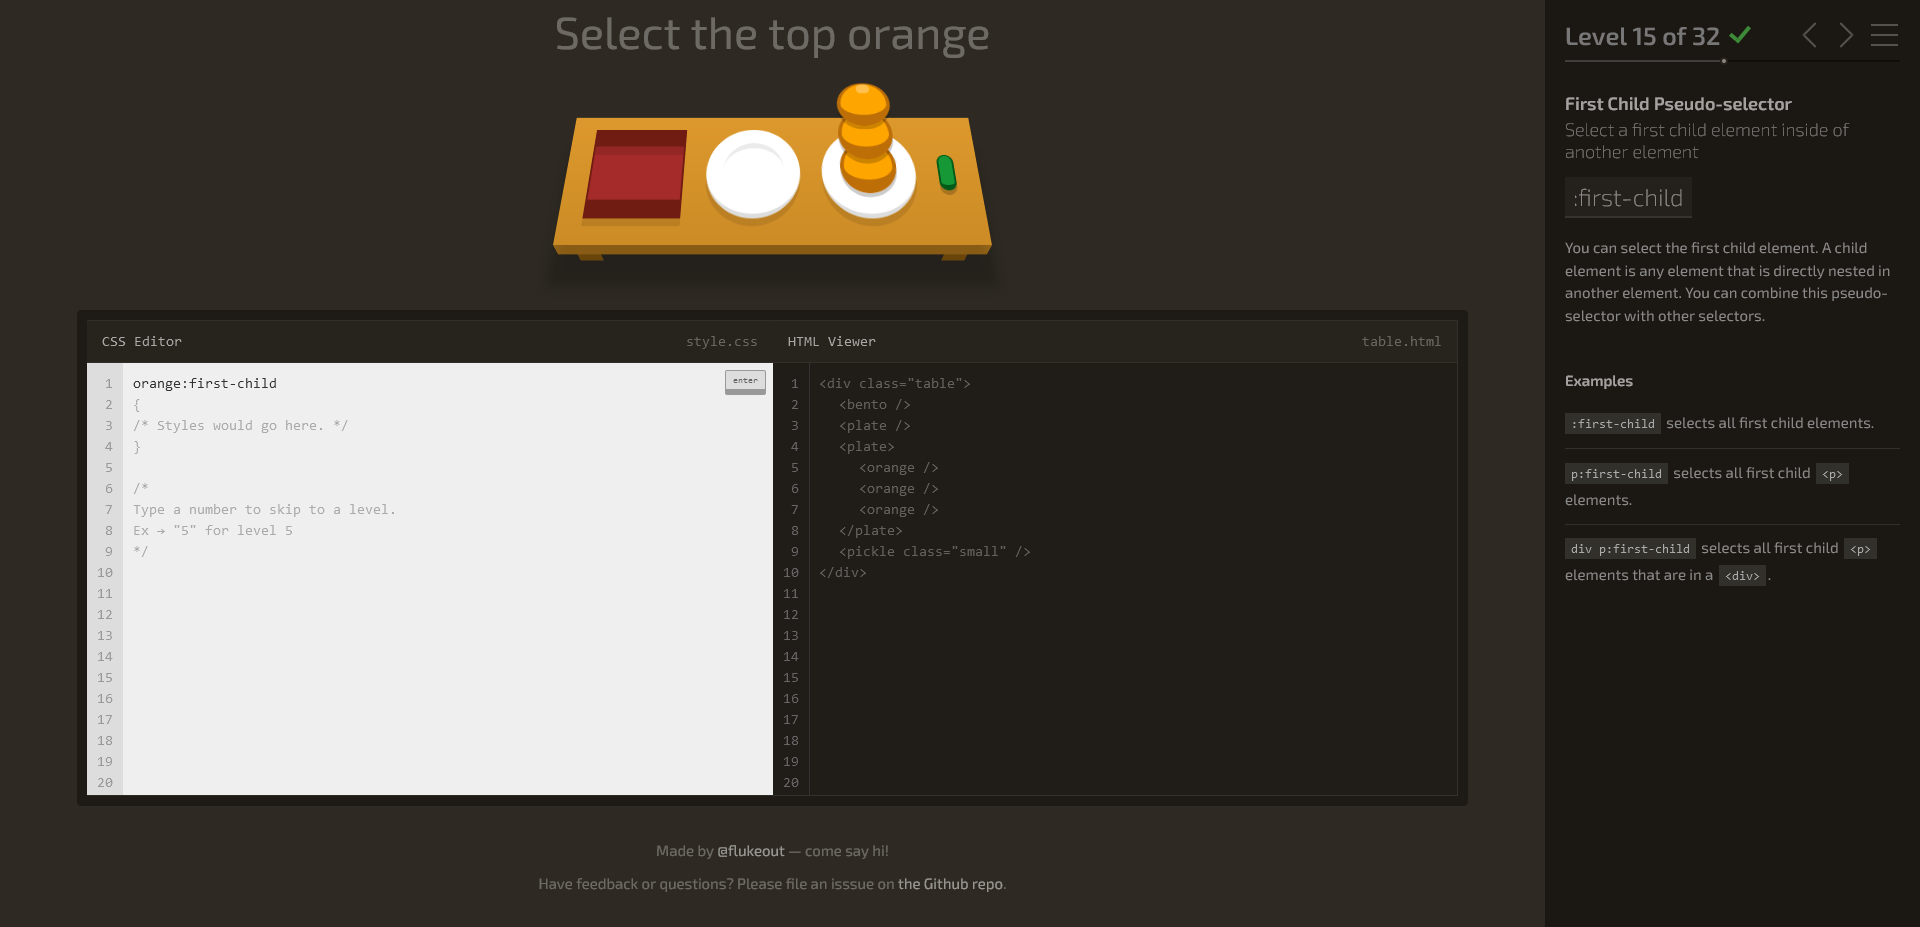 Select the top orange
CSS Editor style.css
1 orange:first-child enter
2 {
3 /* Styles would go here. */
4 }
5
6 /*
7 Type a number to skip to a level.
8 Ex → "5" for level 5
9 */
10
11
12
13
14
15
16
17
18
19
20
HTML Viewer table.html
1 <div class="table">
2 <bento />
3 <plate />
4 <plate>
5 <orange />
6 <orange />
7 <orange />
8 </plate>
9 <pickle class="small" />
10 </div>
11
12
13
14
15
16
17
18
19
20
Made by @flukeout — come say hi!
Have feedback or questions? Please file an isssue on the Github repo.
Level 15 of 32
First Child Pseudo-selector
Select a first child element inside of
another element
:first-child
You can select the first child element. A child
element is any element that is directly nested in
another element. You can combine this pseudo-
selector with other selectors.
Examples
:first-child selects all first child elements.
p:first-child selects all first child <p>
elements.
div p:first-child selects all first child <p>
elements that are in a <div>.